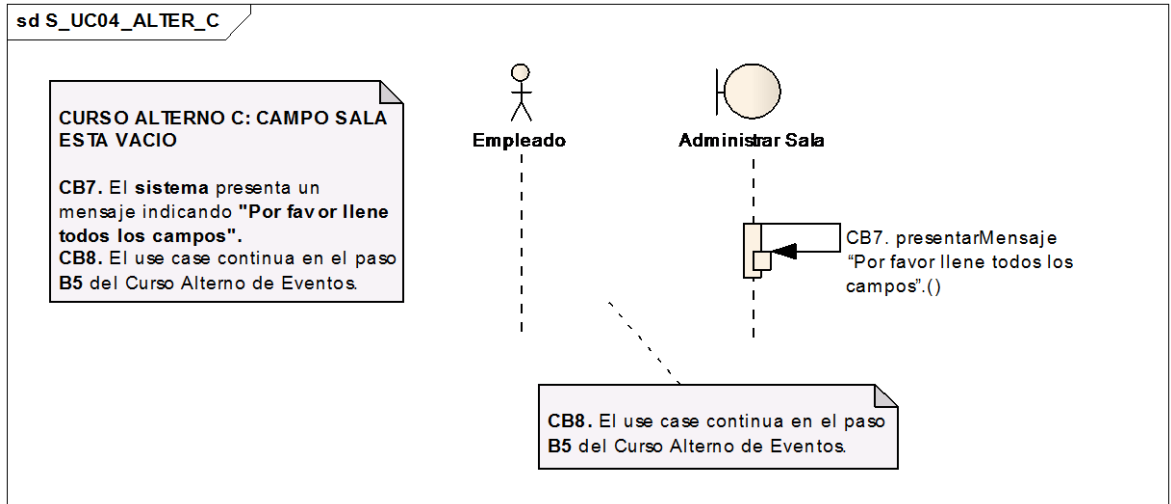 sd S_UC04_ALTER_C
CURSO ALTERNO C: CAMPO SALA
ESTA VACIO
CB7. El sistema presenta un
mensaje indicando "Por favor llene
todos los campos".
CB8. El use case continua en el paso
B5 del Curso Alterno de Eventos.
Empleado
Administrar Sala
CB7. presentarMensaje
“Por favor llene todos los
campos”.()
CB8. El use case continua en el paso
B5 del Curso Alterno de Eventos.